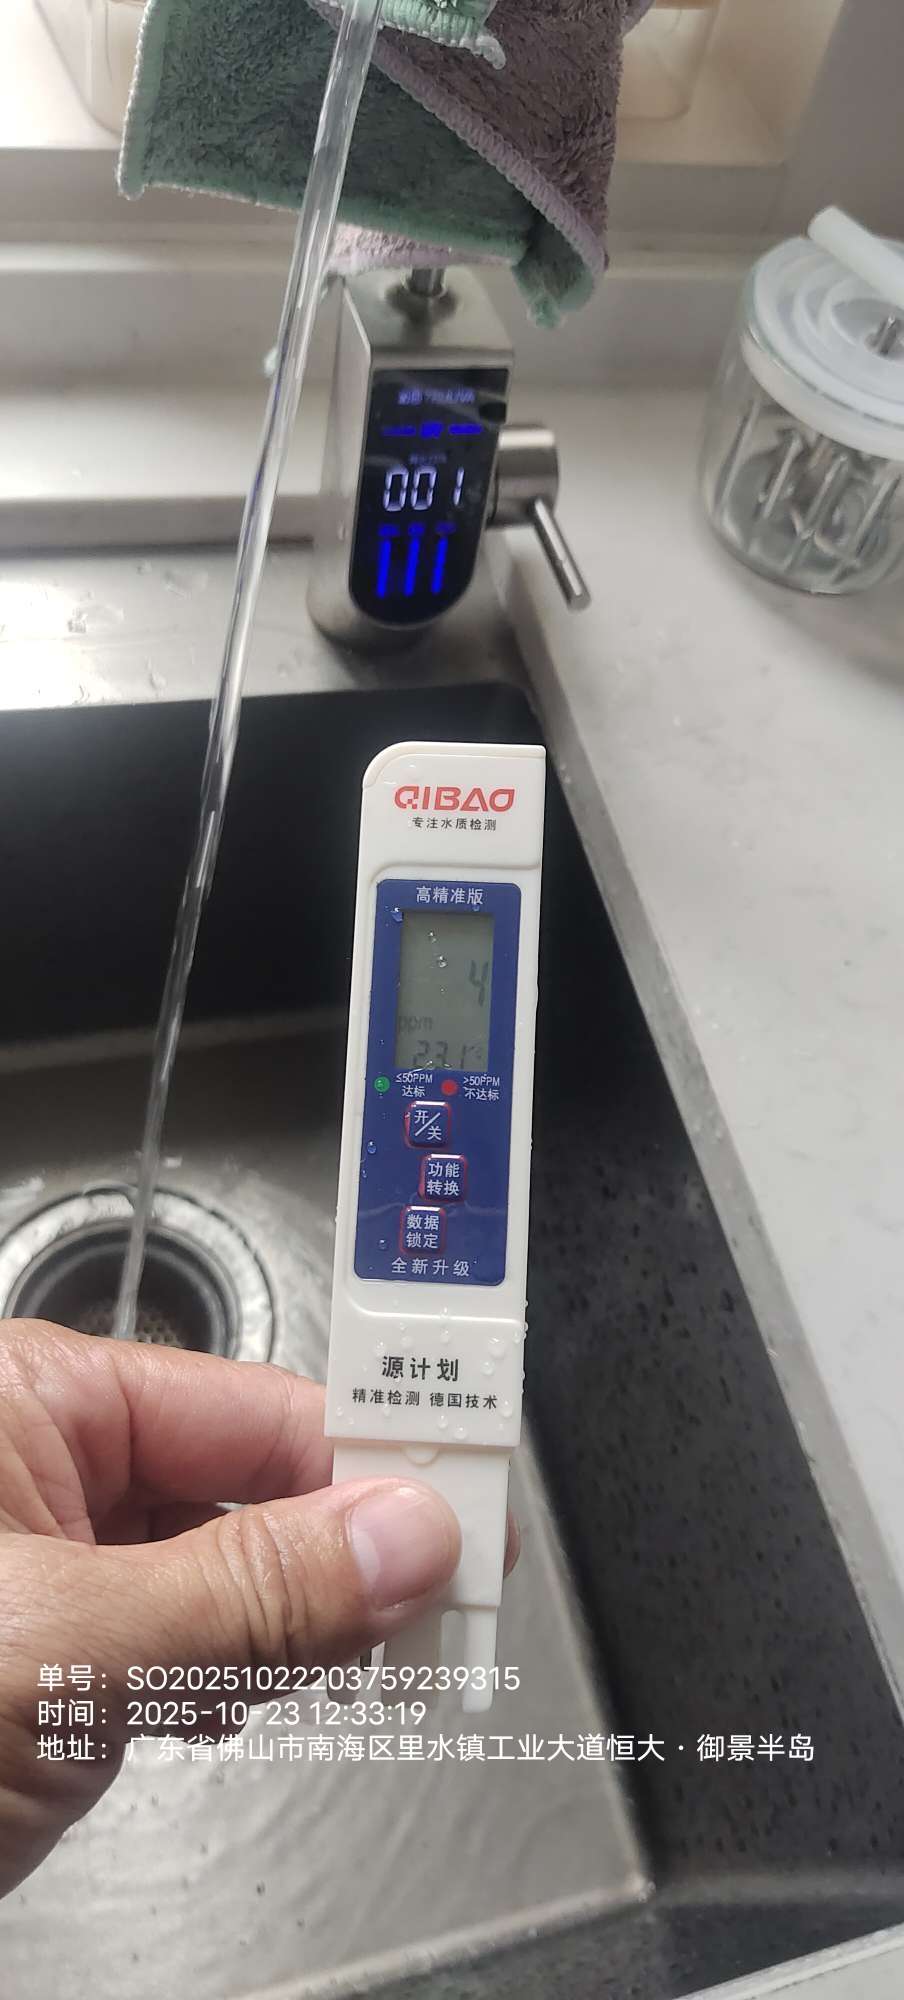 001
QIBAO
专注水质检测
高精准版
4
ppm
23.1°C
≤50PPM
达标
>50PPM
不达标
开/关
功能
转换
数据
锁定
全新升级
源计划
精准检测 德国技术
单号：SO20251022203759239315
时间：2025-10-23 12:33:19
地址：广东省佛山市南海区里水镇工业大道恒大·御景半岛